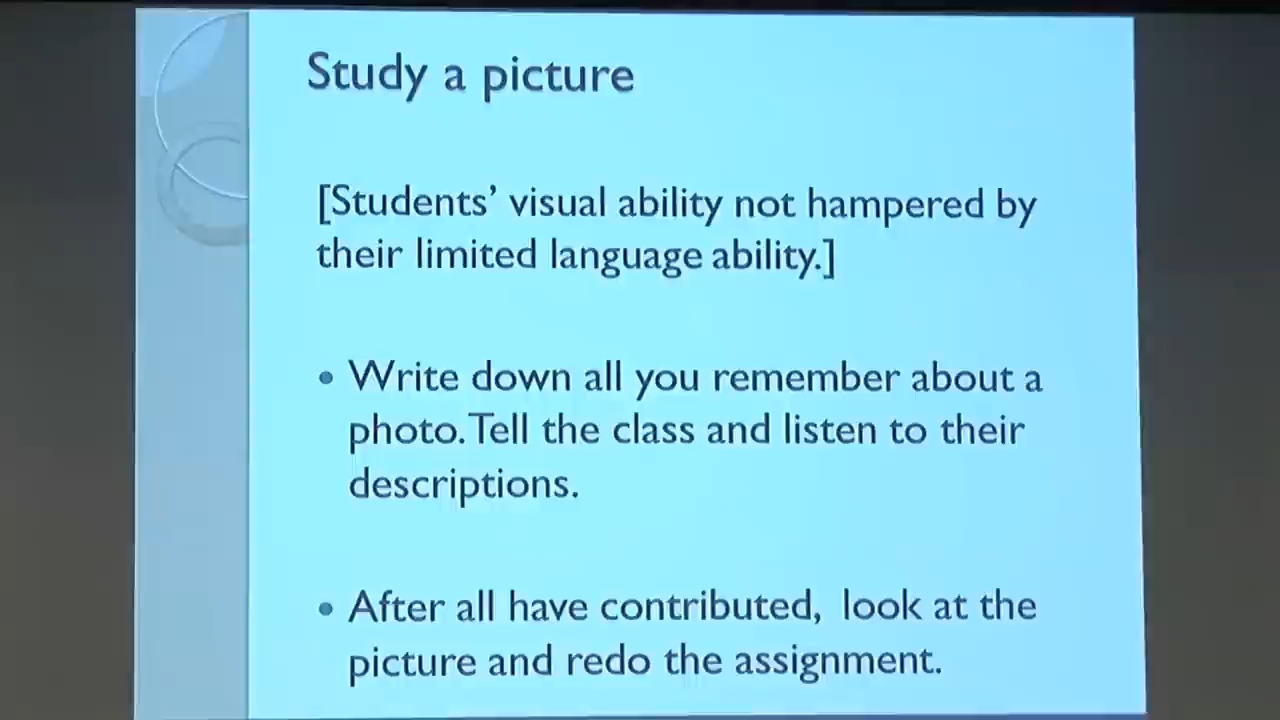 Study a picture
[Students’ visual ability not hampered by
their limited language ability.]
• Write down all you remember about a
photo. Tell the class and listen to their
descriptions.
• After all have contributed, look at the
picture and redo the assignment.